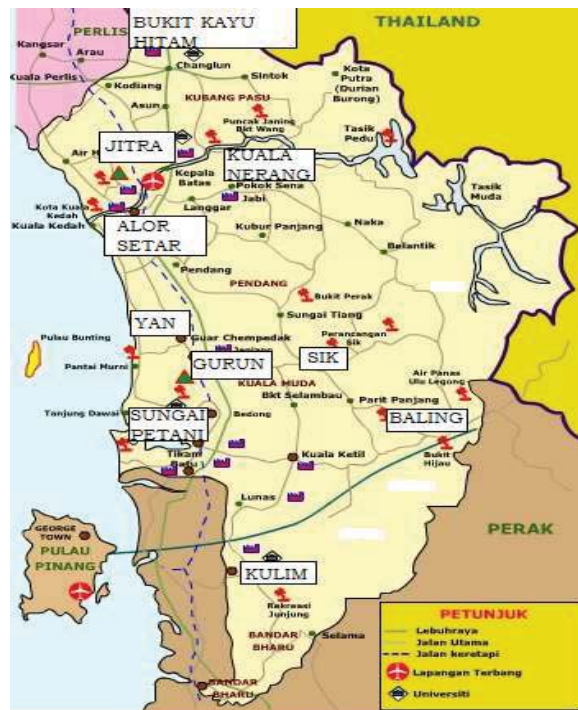 BUKIT KAYU
HITAM
THAILAND
PERLIS
Kangsar
Arau
Kuala Perlis
Changlun
Kodiang
Sintok
Kota
Putra
(Durian
Burong)
Asun
KUBANG PASU
Puncak Janing
Bkt Wang
Tasik
Pedu
JITRA
Air H
KUALA
NERANG
Kepala
Batas
Pokok Sena
Jabi
Tasik
Muda
Kota Kuala
Kedah
Kuala Kedah
Langgar
ALOR
SETAR
Kubur Panjang
Naka
Belantik
Pendang
PENDANG
Bukit Perak
Sungai Tiang
YAN
Pulau Bunting
Guar Chempedak
Perancangan
Sik
SIK
GURUN
Pantai Murni
KUALA MUDA
Air Panas
Ulu Legong
Bkt Selambau
Parit Panjang
Tanjung Dawai
SUNGAI
PETANI
Bedong
BALING
Tikam
Batu
Kuala Ketil
Bukit
Hijau
Lunas
GEORGE
TOWN
PULAU
PINANG
PERAK
KULIM
Rekreasi
Junjung
BANDAR
BHARU
Selama
BANDAR
BHARU
PETUNJUK
Lebuhraya
Jalan Utama
Jalan keretapi
Lapangan Terbang
Universiti